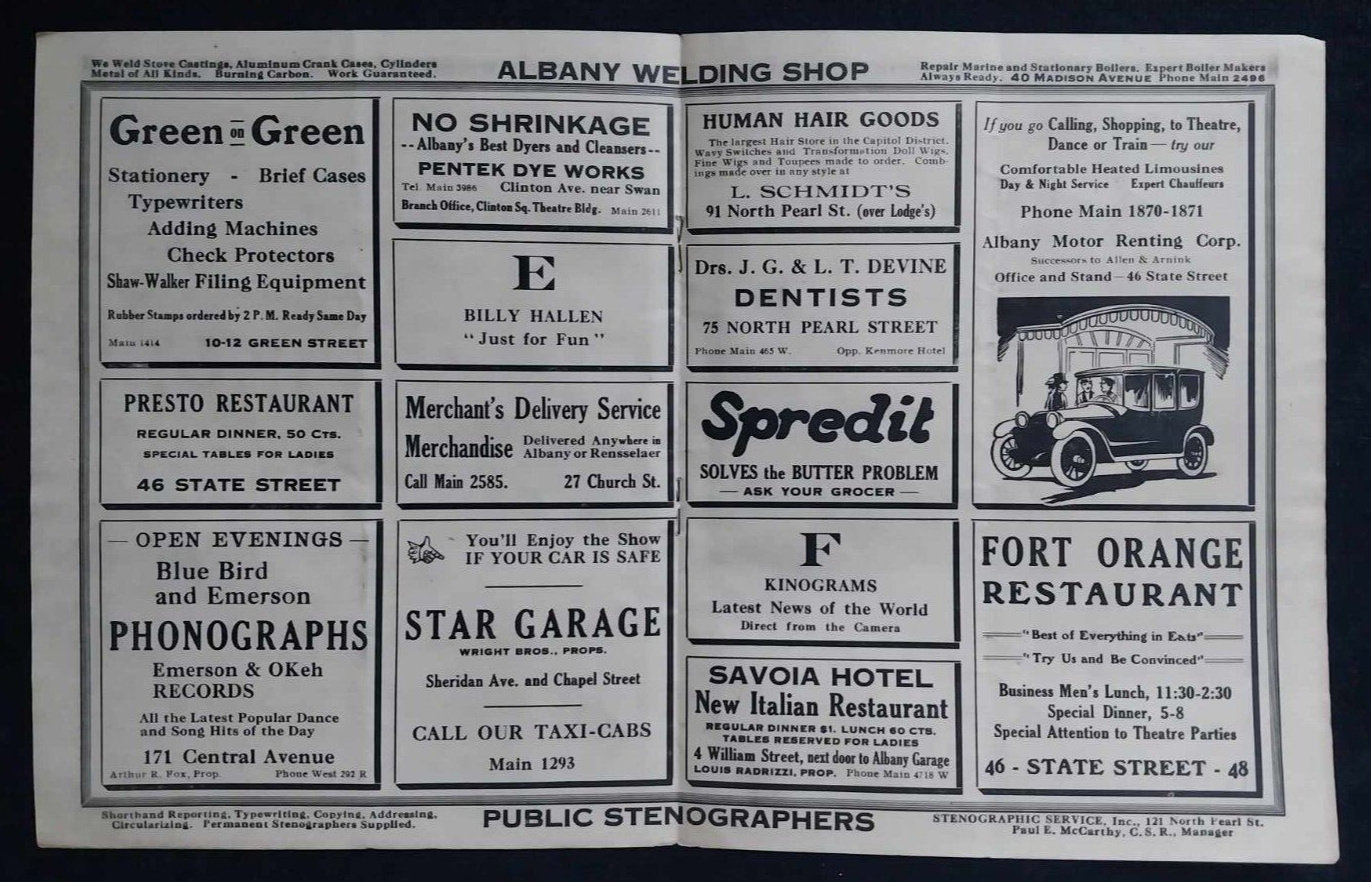 We Weld Stove Castings, Aluminum Crank Cases, Cylinders
Metal of All Kinds. Burning Carbon. Work Guaranteed.
ALBANY WELDING SHOP
Repair Marine and Stationary Boilers. Expert Boiler Makers
Always Ready. 40 MADISON AVENUE Phone Main 2496
Green on Green
Stationery - Brief Cases
Typewriters
Adding Machines
Check Protectors
Shaw-Walker Filing Equipment
Rubber Stamps ordered by 2 P. M. Ready Same Day
Main 1414 10-12 GREEN STREET
PRESTO RESTAURANT
REGULAR DINNER, 50 CTS.
SPECIAL TABLES FOR LADIES
46 STATE STREET
— OPEN EVENINGS —
Blue Bird
and Emerson
PHONOGRAPHS
Emerson & OKeh
RECORDS
All the Latest Popular Dance
and Song Hits of the Day
171 Central Avenue
Arthur R. Fox, Prop. Phone West 292 R
NO SHRINKAGE
--Albany's Best Dyers and Cleansers--
PENTEK DYE WORKS
Tel. Main 3986 Clinton Ave. near Swan
Branch Office, Clinton Sq. Theatre Bldg. Main 2611
E
BILLY HALLEN
"Just for Fun"
Merchant's Delivery Service
Merchandise Delivered Anywhere in
Albany or Rensselaer
Call Main 2585. 27 Church St.
You'll Enjoy the Show
IF YOUR CAR IS SAFE
STAR GARAGE
WRIGHT BROS., PROPS.
Sheridan Ave. and Chapel Street
CALL OUR TAXI-CABS
Main 1293
HUMAN HAIR GOODS
The largest Hair Store in the Capitol District.
Wavy Switches and Transformation Doll Wigs.
Fine Wigs and Toupees made to order. Comb-
ings made over in any style at
L. SCHMIDT'S
91 North Pearl St. (over Lodge's)
Drs. J. G. & L. T. DEVINE
DENTISTS
75 NORTH PEARL STREET
Phone Main 465 W. Opp. Kenmore Hotel
Spredit
SOLVES the BUTTER PROBLEM
— ASK YOUR GROCER —
F
KINOGRAMS
Latest News of the World
Direct from the Camera
SAVOIA HOTEL
New Italian Restaurant
REGULAR DINNER $1. LUNCH 60 CTS.
TABLES RESERVED FOR LADIES
4 William Street, next door to Albany Garage
LOUIS RADRIZZI, PROP. Phone Main 4718 W
If you go Calling, Shopping, to Theatre,
Dance or Train — try our
Comfortable Heated Limousines
Day & Night Service Expert Chauffeurs
Phone Main 1870-1871
Albany Motor Renting Corp.
Successors to Allen & Arnink
Office and Stand—46 State Street
FORT ORANGE
RESTAURANT
"Best of Everything in Eats"
"Try Us and Be Convinced"
Business Men's Lunch, 11:30-2:30
Special Dinner, 5-8
Special Attention to Theatre Parties
46 - STATE STREET - 48
Shorthand Reporting, Typewriting, Copying, Addressing,
Circularizing. Permanent Stenographers Supplied.
PUBLIC STENOGRAPHERS
STENOGRAPHIC SERVICE, Inc., 121 North Pearl St.
Paul E. McCarthy, C. S. R., Manager